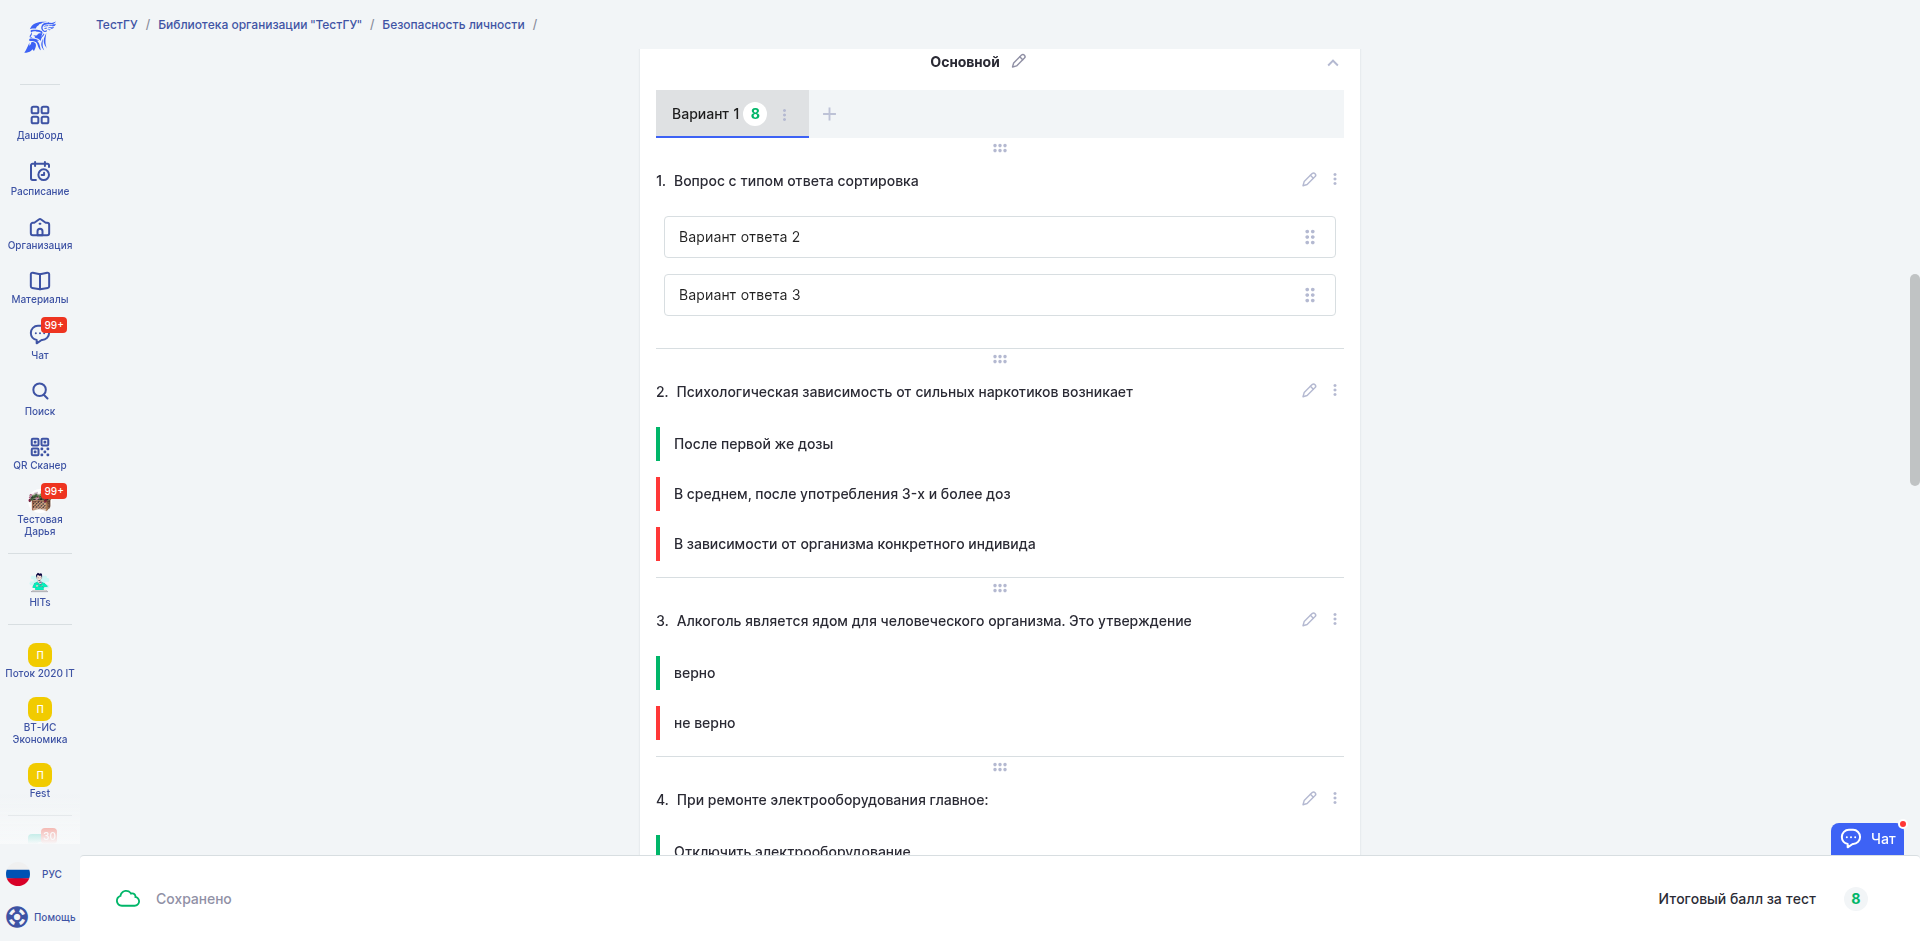 ТестГУ / Библиотека организации "ТестГУ" / Безопасность личности /
Дашборд
Расписание
Организация
Материалы
99+
Чат
Поиск
QR Сканер
99+
Тестовая
Дарья
HITs
П
Поток 2020 IT
П
ВТ-ИС
Экономика
П
Fest
30
РУС
Помощь
Основной
Вариант 1 8
1. Вопрос с типом ответа сортировка
Вариант ответа 2
Вариант ответа 3
2. Психологическая зависимость от сильных наркотиков возникает
После первой же дозы
В среднем, после употребления 3-х и более доз
В зависимости от организма конкретного индивида
3. Алкоголь является ядом для человеческого организма. Это утверждение
верно
не верно
4. При ремонте электрооборудования главное:
Отключить электрооборудование
Чат
Сохранено
Итоговый балл за тест 8